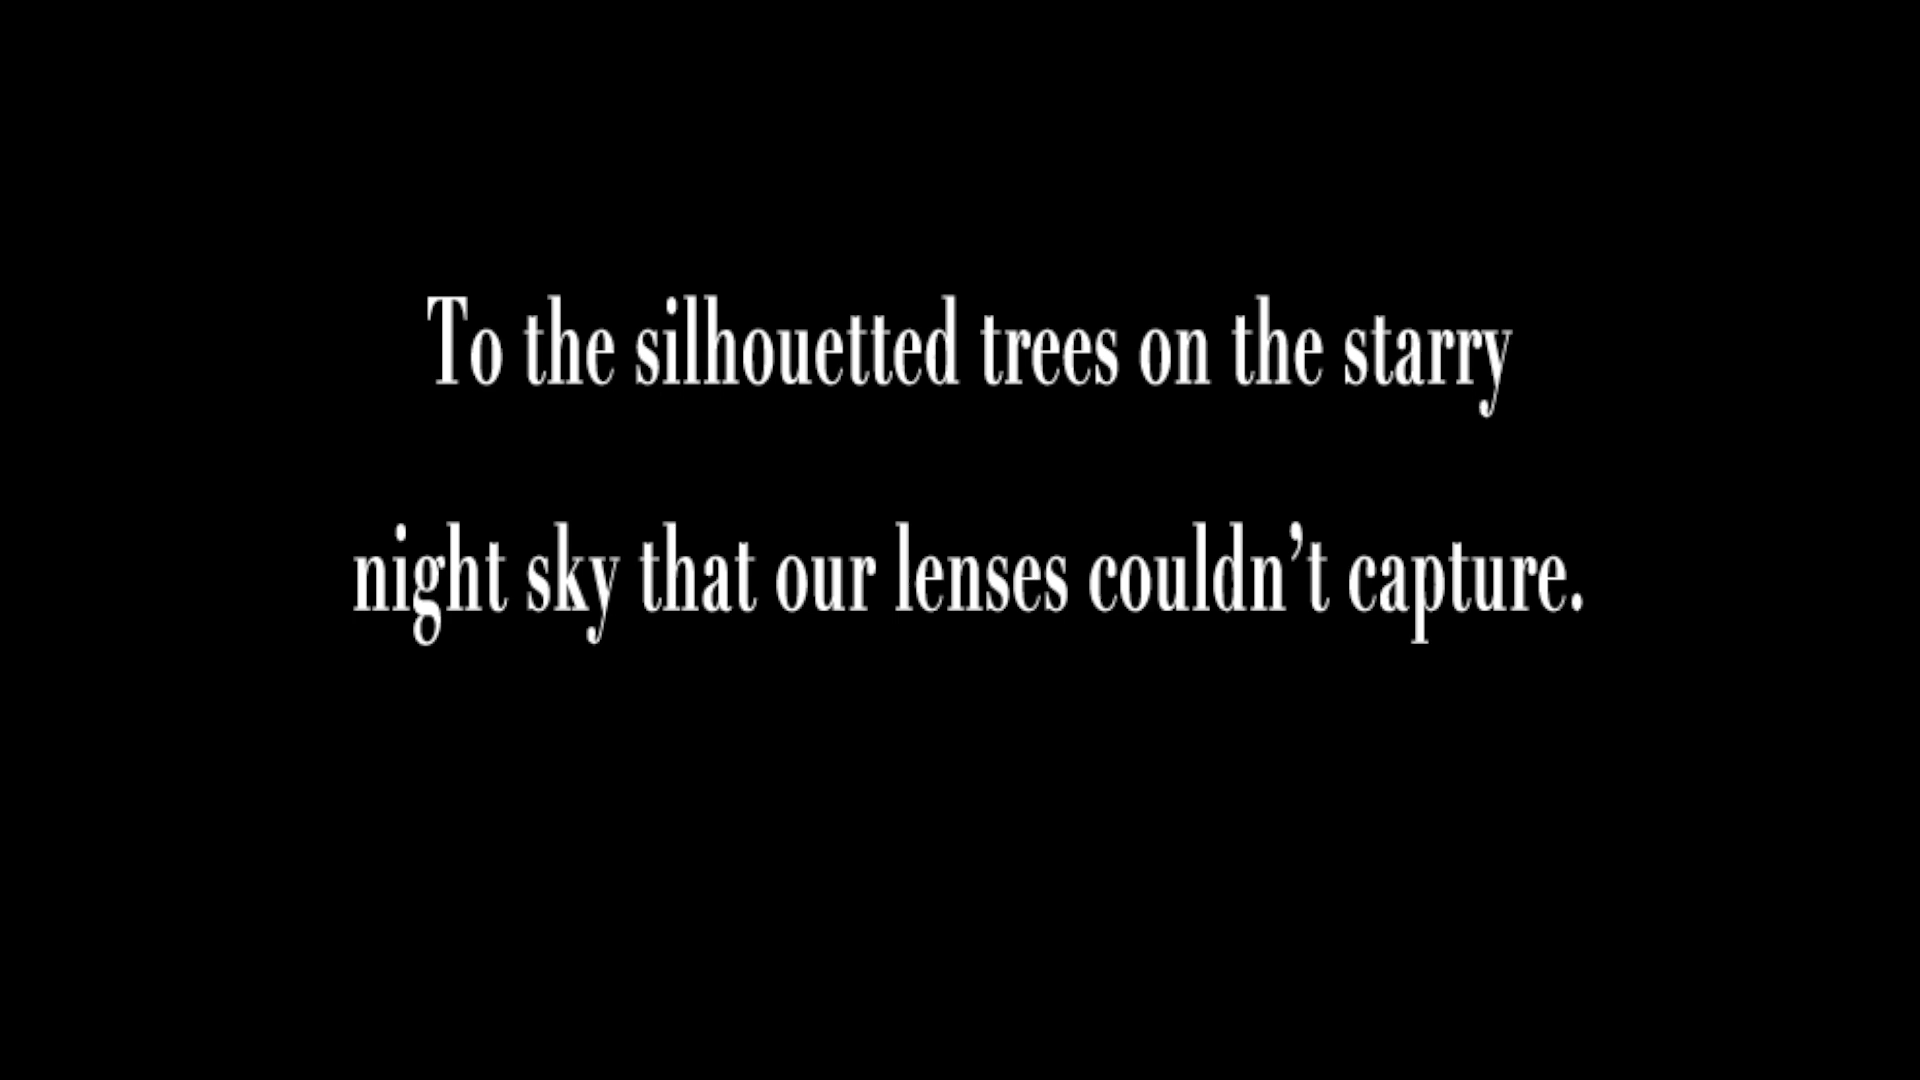 To the silhouetted trees on the starry
night sky that our lenses couldn’t capture.